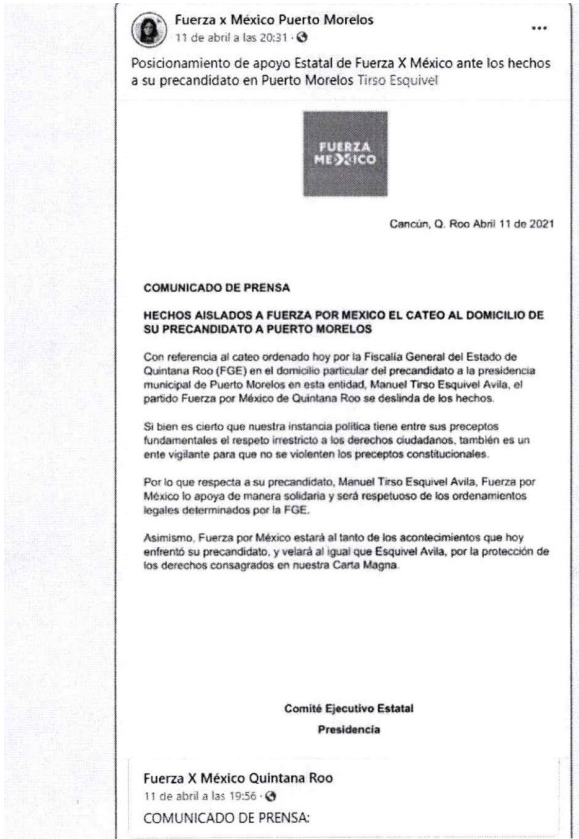 Fuerza x México Puerto Morelos
11 de abril a las 20:31 ·
Posicionamiento de apoyo Estatal de Fuerza X México ante los hechos
a su precandidato en Puerto Morelos Tirso Esquivel
FUERZA
MEXICO
Cancún, Q. Roo Abril 11 de 2021
COMUNICADO DE PRENSA
HECHOS AISLADOS A FUERZA POR MEXICO EL CATEO AL DOMICILIO DE
SU PRECANDIDATO A PUERTO MORELOS
Con referencia al cateo ordenado hoy por la Fiscalía General del Estado de
Quintana Roo (FGE) en el domicilio particular del precandidato a la presidencia
municipal de Puerto Morelos en esta entidad, Manuel Tirso Esquivel Avila, el
partido Fuerza por México de Quintana Roo se deslinda de los hechos.
Si bien es cierto que nuestra instancia política tiene entre sus preceptos
fundamentales el respeto irrestricto a los derechos ciudadanos, también es un
ente vigilante para que no se violenten los preceptos constitucionales.
Por lo que respecta a su precandidato, Manuel Tirso Esquivel Avila, Fuerza por
México lo apoya de manera solidaria y será respetuoso de los ordenamientos
legales determinados por la FGE.
Asimismo, Fuerza por México estará al tanto de los acontecimientos que hoy
enfrentó su precandidato, y velará al igual que Esquivel Avila, por la protección de
los derechos consagrados en nuestra Carta Magna.
Comité Ejecutivo Estatal
Presidencia
Fuerza X México Quintana Roo
11 de abril a las 19:56 ·
COMUNICADO DE PRENSA: